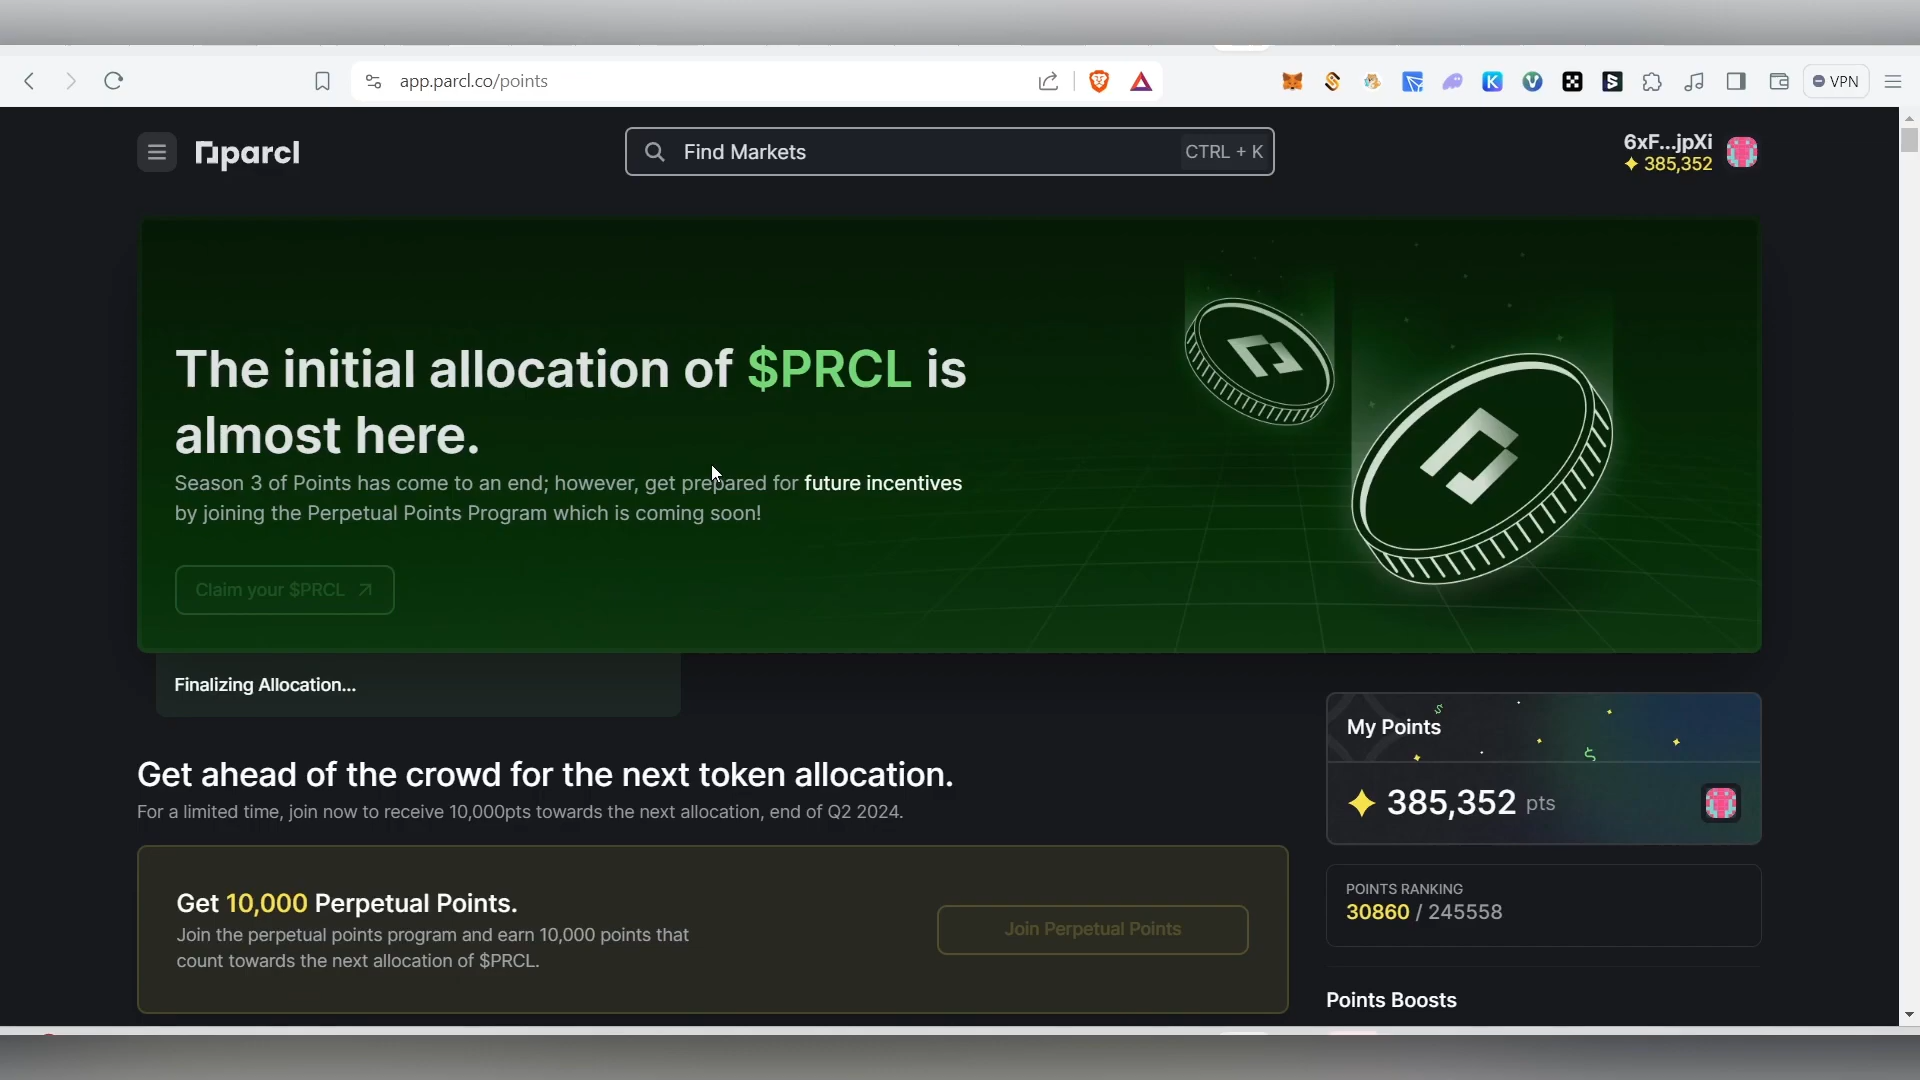 app.parcl.co/points
VPN
parcl
Find Markets
CTRL + K
6xF...jpXi
385,352
The initial allocation of $PRCL is
almost here.
Season 3 of Points has come to an end; however, get prepared for future incentives
by joining the Perpetual Points Program which is coming soon!
Claim your $PRCL
Finalizing Allocation...
My Points
385,352 pts
Get ahead of the crowd for the next token allocation.
For a limited time, join now to receive 10,000pts towards the next allocation, end of Q2 2024.
POINTS RANKING
30860 / 245558
Get 10,000 Perpetual Points.
Join the perpetual points program and earn 10,000 points that
count towards the next allocation of $PRCL.
Join Perpetual Points
Points Boosts